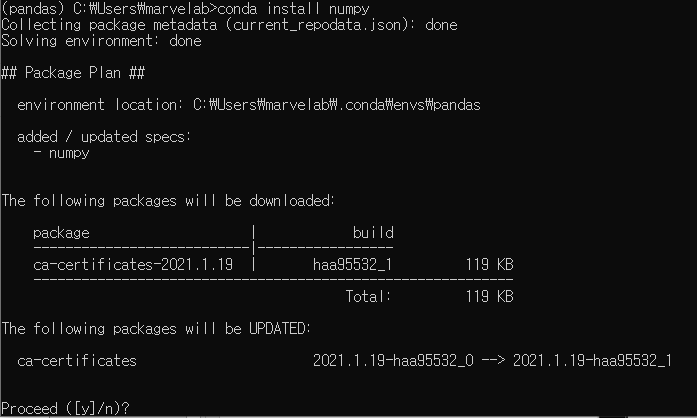 (pandas) C:₩Users₩marvelab>conda install numpy
Collecting package metadata (current_repodata.json): done
Solving environment: done
## Package Plan ##
environment location: C:₩Users₩marvelab₩.conda₩envs₩pandas
added / updated specs:
- numpy
The following packages will be downloaded:
package | build
---------------------------|-----------------
ca-certificates-2021.1.19 | haa95532_1 119 KB
------------------------------------------------------------
Total: 119 KB
The following packages will be UPDATED:
ca-certificates 2021.1.19-haa95532_0 --> 2021.1.19-haa95532_1
Proceed ([y]/n)?